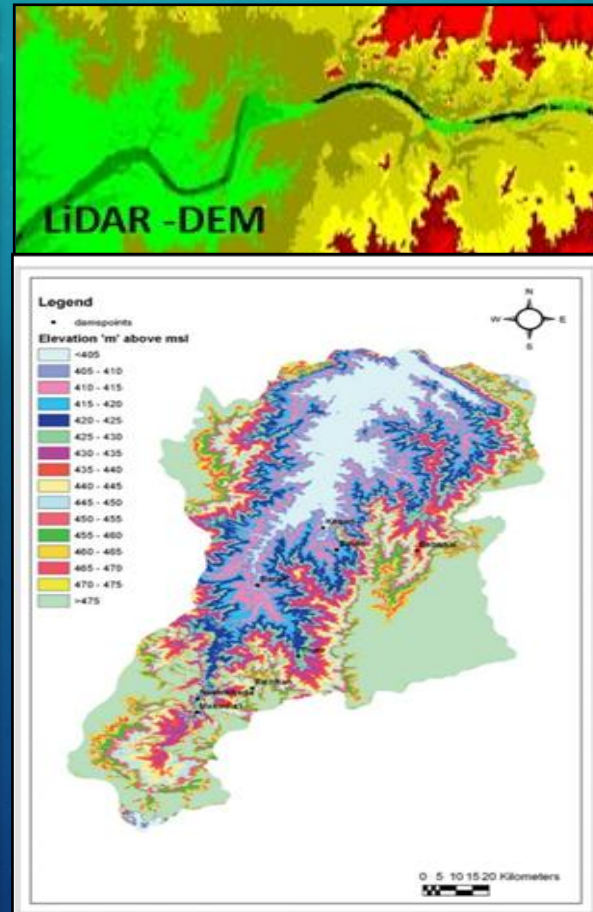 LiDAR -DEM
Legend
damspoints
Elevation 'm' above msl
<405
405 - 410
410 - 415
415 - 420
420 - 425
425 - 430
430 - 435
435 - 440
440 - 445
445 - 450
450 - 455
455 - 460
460 - 465
465 - 470
470 - 475
>475
N
W
E
S
0 5 10 15 20 Kilometers